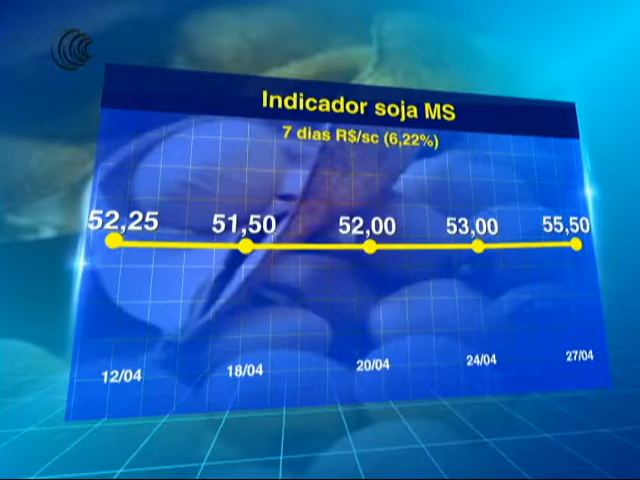 Indicador soja MS
7 dias R$/sc (6,22%)
52,25 51,50 52,00 53,00 55,50
12/04 18/04 20/04 24/04 27/04